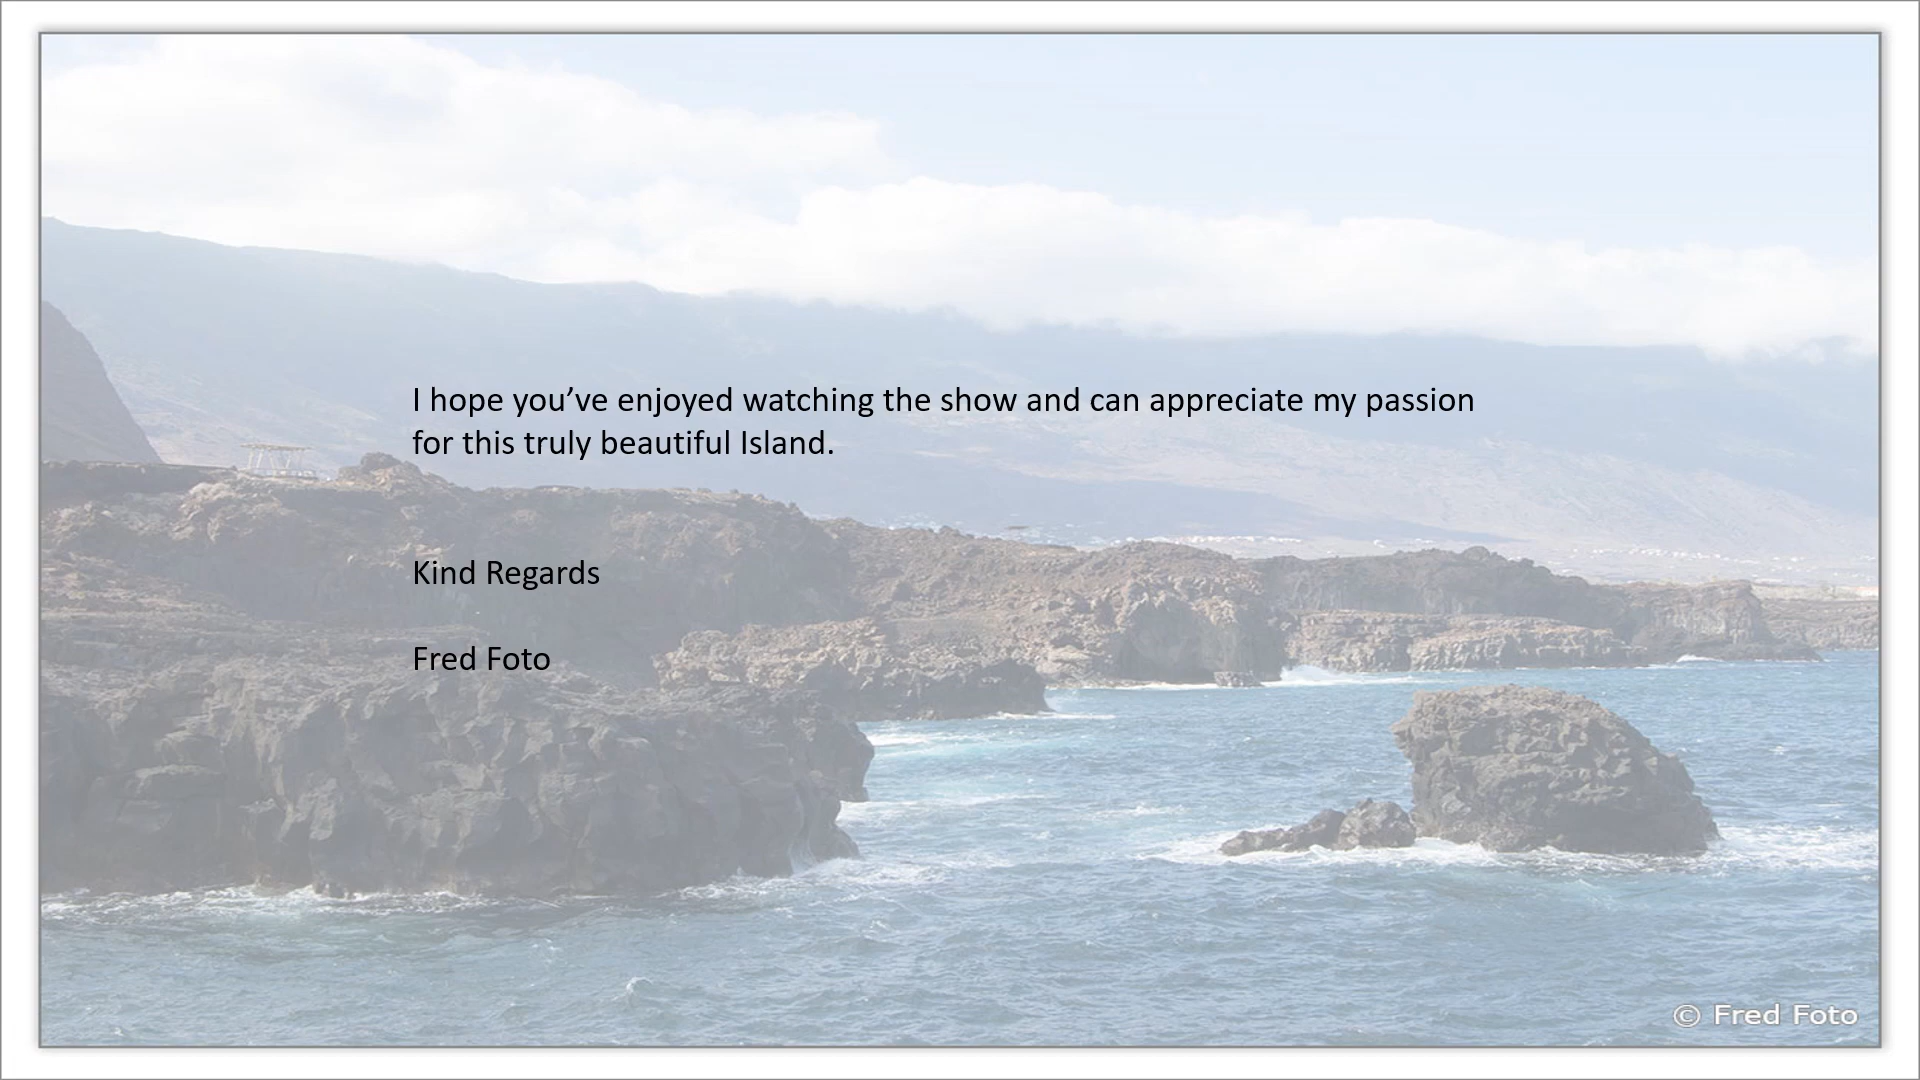 I hope you’ve enjoyed watching the show and can appreciate my passion
for this truly beautiful Island.
Kind Regards
Fred Foto
© Fred Foto